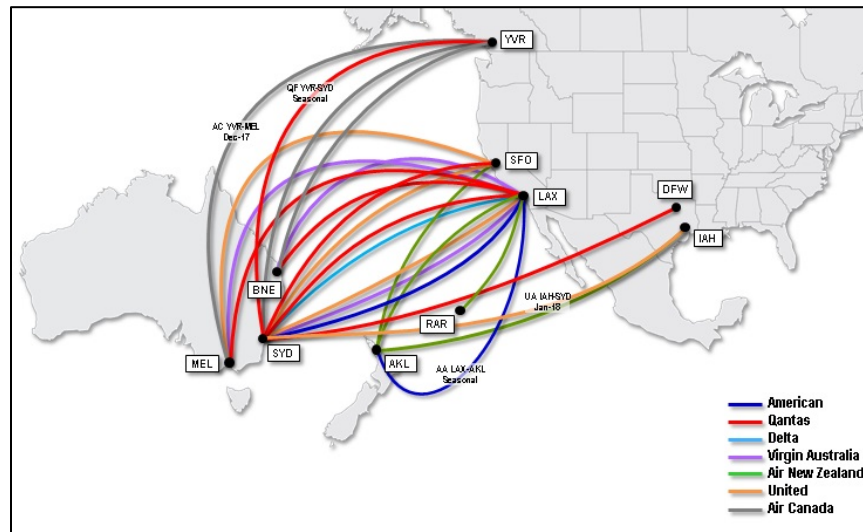 YVR
QF YVR-SYD
Seasonal
AC YVR-MEL
Dec-17
SFO
LAX
DFW
IAH
BNE
UA IAH-SYD
Jan-18
RAR
SYD
MEL
AKL
AA LAX-AKL
Seasonal
American
Qantas
Delta
Virgin Australia
Air New Zealand
United
Air Canada